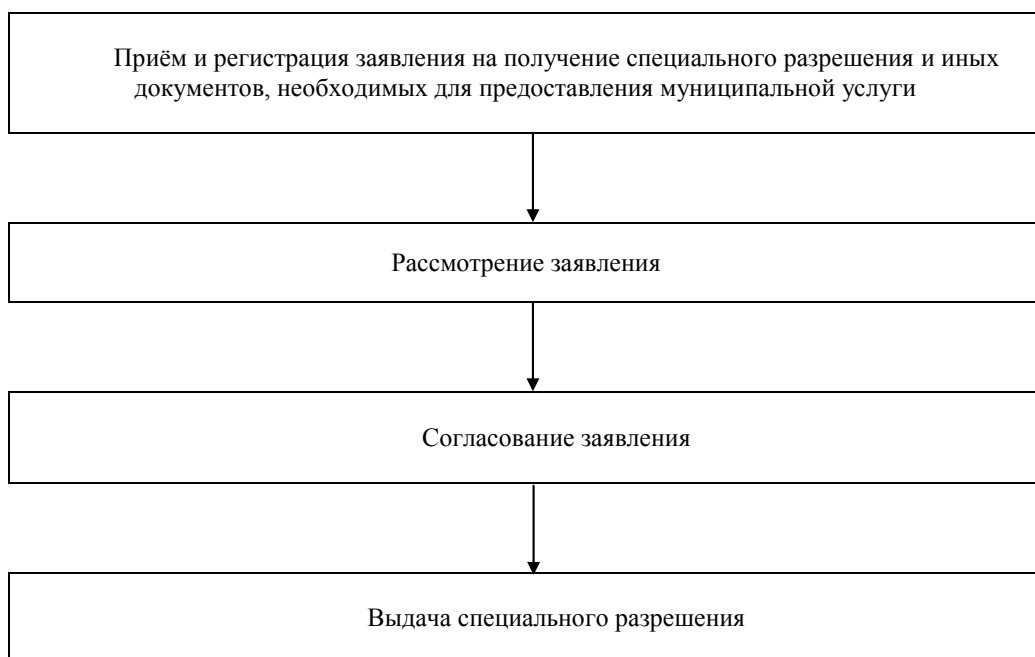 Приём и регистрация заявления на получение специального разрешения и иных
документов, необходимых для предоставления муниципальной услуги
Рассмотрение заявления
Согласование заявления
Выдача специального разрешения